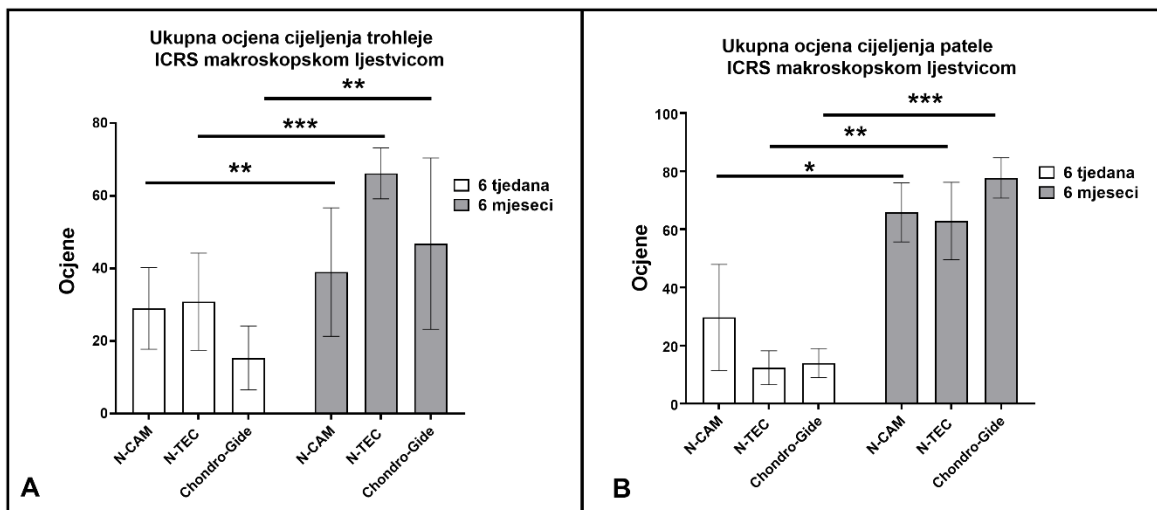 Ukupna ocjena cijeljenja trohleje
ICRS makroskopskom ljestvicom
**
***
**
80
60
40
20
0
Ocjene
6 tjedana
6 mjeseci
N-CAM
N-TEC
Chondro-Gide
N-CAM
N-TEC
Chondro-Gide
A
Ukupna ocjena cijeljenja patele
ICRS makroskopskom ljestvicom
***
**
*
100
80
60
40
20
0
Ocjene
6 tjedana
6 mjeseci
N-CAM
N-TEC
Chondro-Gide
N-CAM
N-TEC
Chondro-Gide
B